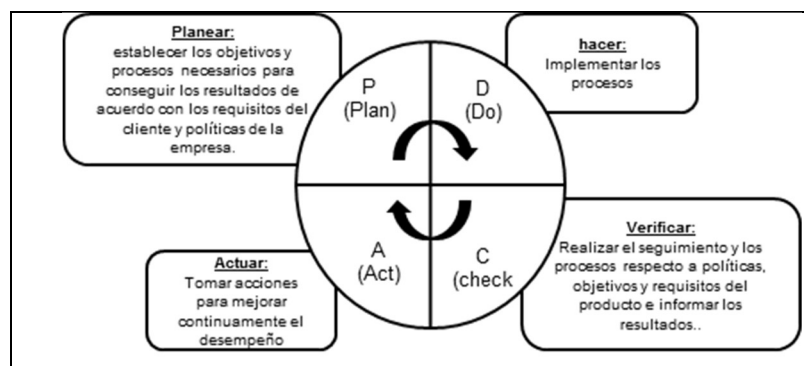 Planear:
establecer los objetivos y
procesos necesarios para
conseguir los resultados de
acuerdo con los requisitos del
cliente y políticas de la
empresa.
P
(Plan)
D
(Do)
hacer:
Implementar los
procesos
Actuar:
Tomar acciones
para mejorar
continuamente el
desempeño
A
(Act)
C
(check
Verificar:
Realizar el seguimiento y los
procesos respecto a políticas,
objetivos y requisitos del
producto e informar los
resultados..